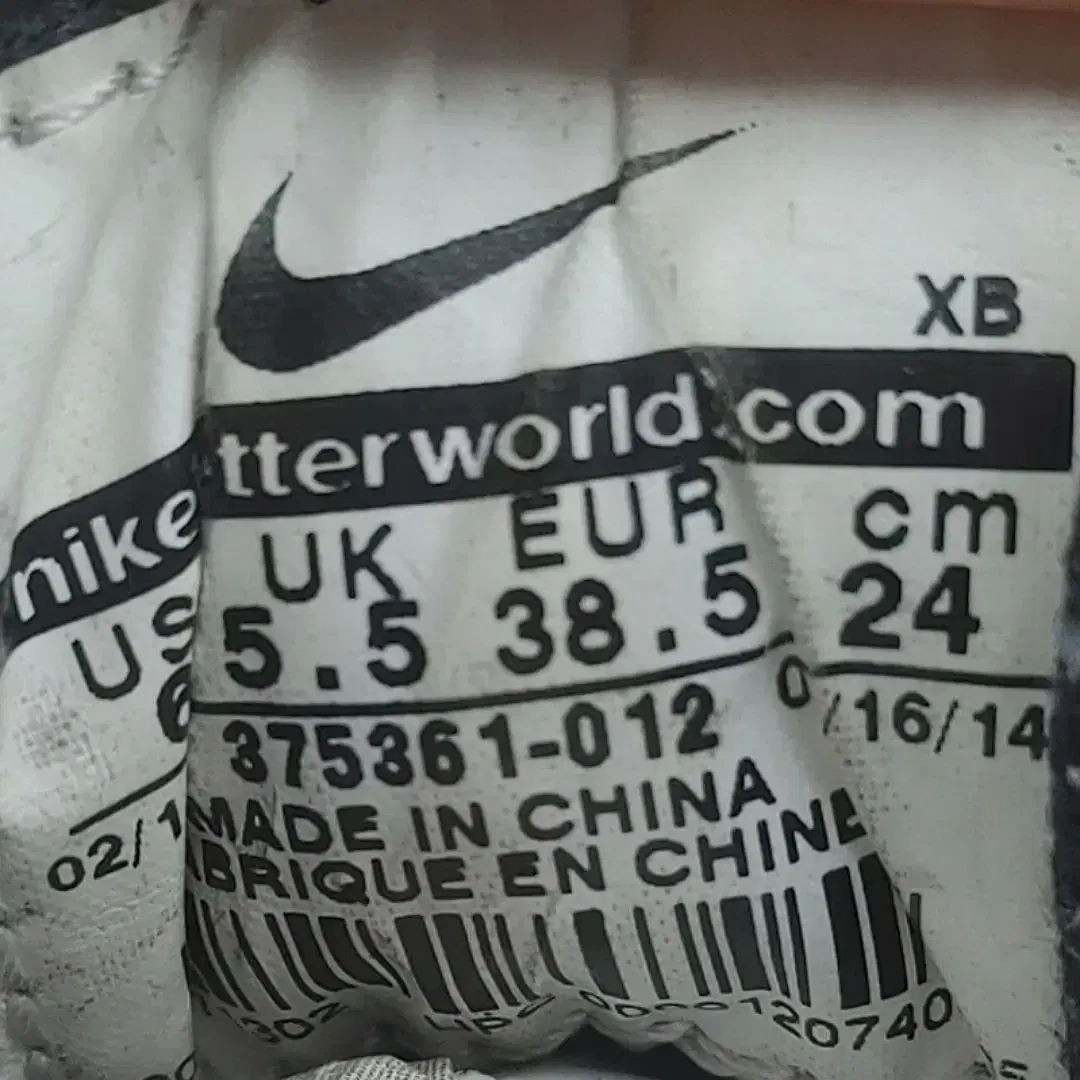 XB
nike tterworld.com
US UK EUR cm
6 5.5 38.5 24
375361-012
02/1 /16/14
MADE IN CHINA
ABRIQUE EN CHINE
120740